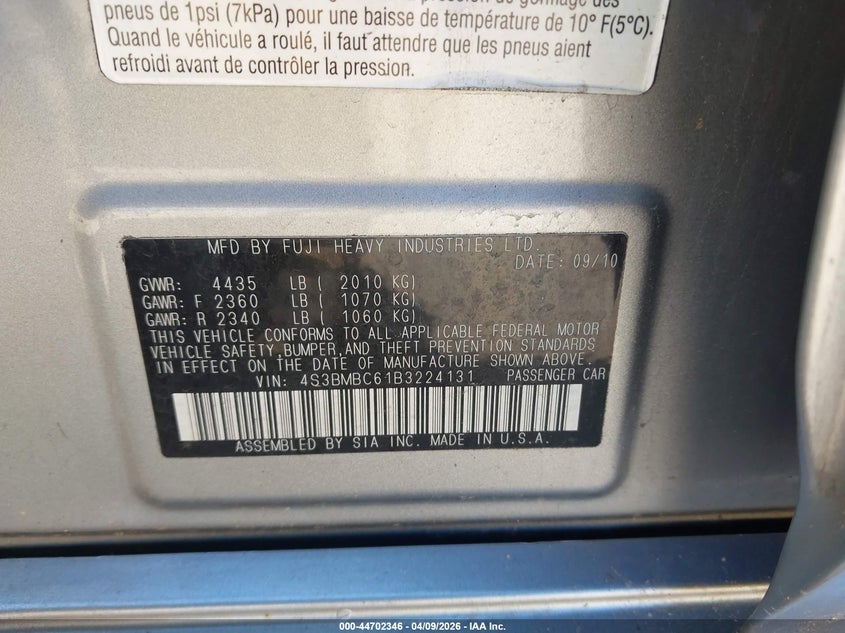 pneus de 1psi (7kPa) pour une baisse de température de 10° F(5°C).
Quand le véhicule a roulé, il faut attendre que les pneus aient
refroidi avant de contrôler la pression.
MFD BY FUJI HEAVY INDUSTRIES LTD.
DATE: 09/10
GVWR: 4435 LB ( 2010 KG)
GAWR: F 2360 LB ( 1070 KG)
GAWR: R 2340 LB ( 1060 KG)
THIS VEHICLE CONFORMS TO ALL APPLICABLE FEDERAL MOTOR
VEHICLE SAFETY,BUMPER,AND THEFT PREVENTION STANDARDS
IN EFFECT ON THE DATE OF MANUFACTURE SHOWN ABOVE.
VIN: 4S3BMBC61B3224131 PASSENGER CAR
ASSEMBLED BY SIA INC. MADE IN U.S.A.
000-44702346 - 04/09/2026 - IAA Inc.